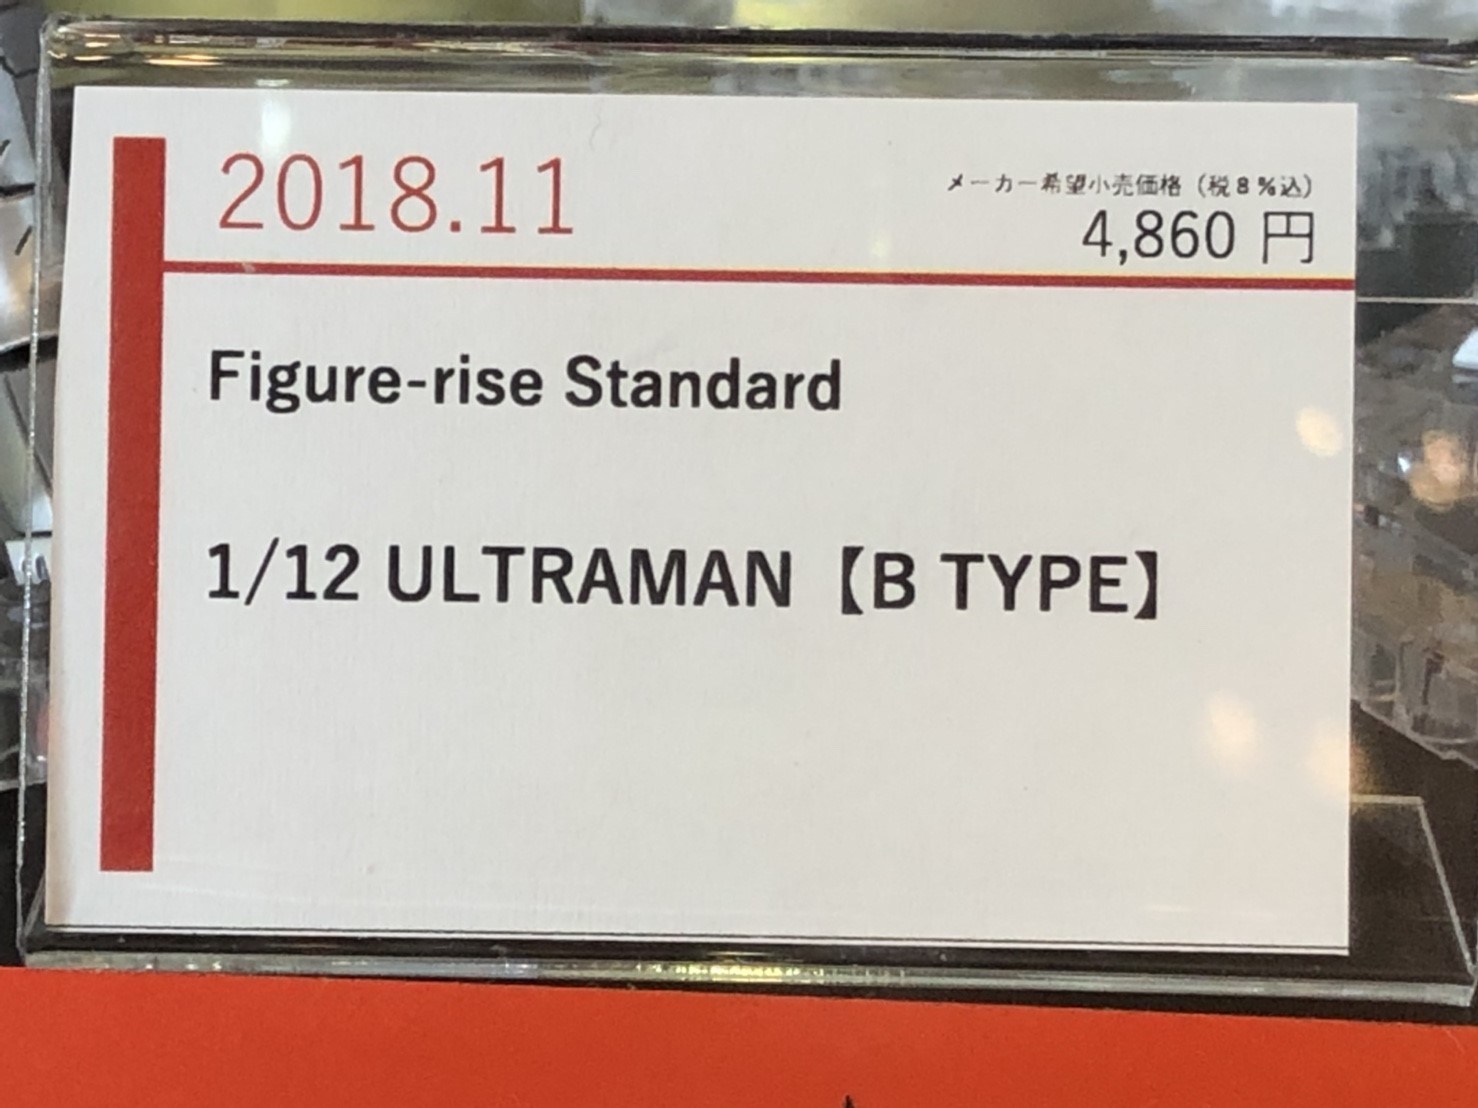 2018.11
メーカー希望小売価格（税8％込）
4,860 円
Figure-rise Standard
1/12 ULTRAMAN【B TYPE】